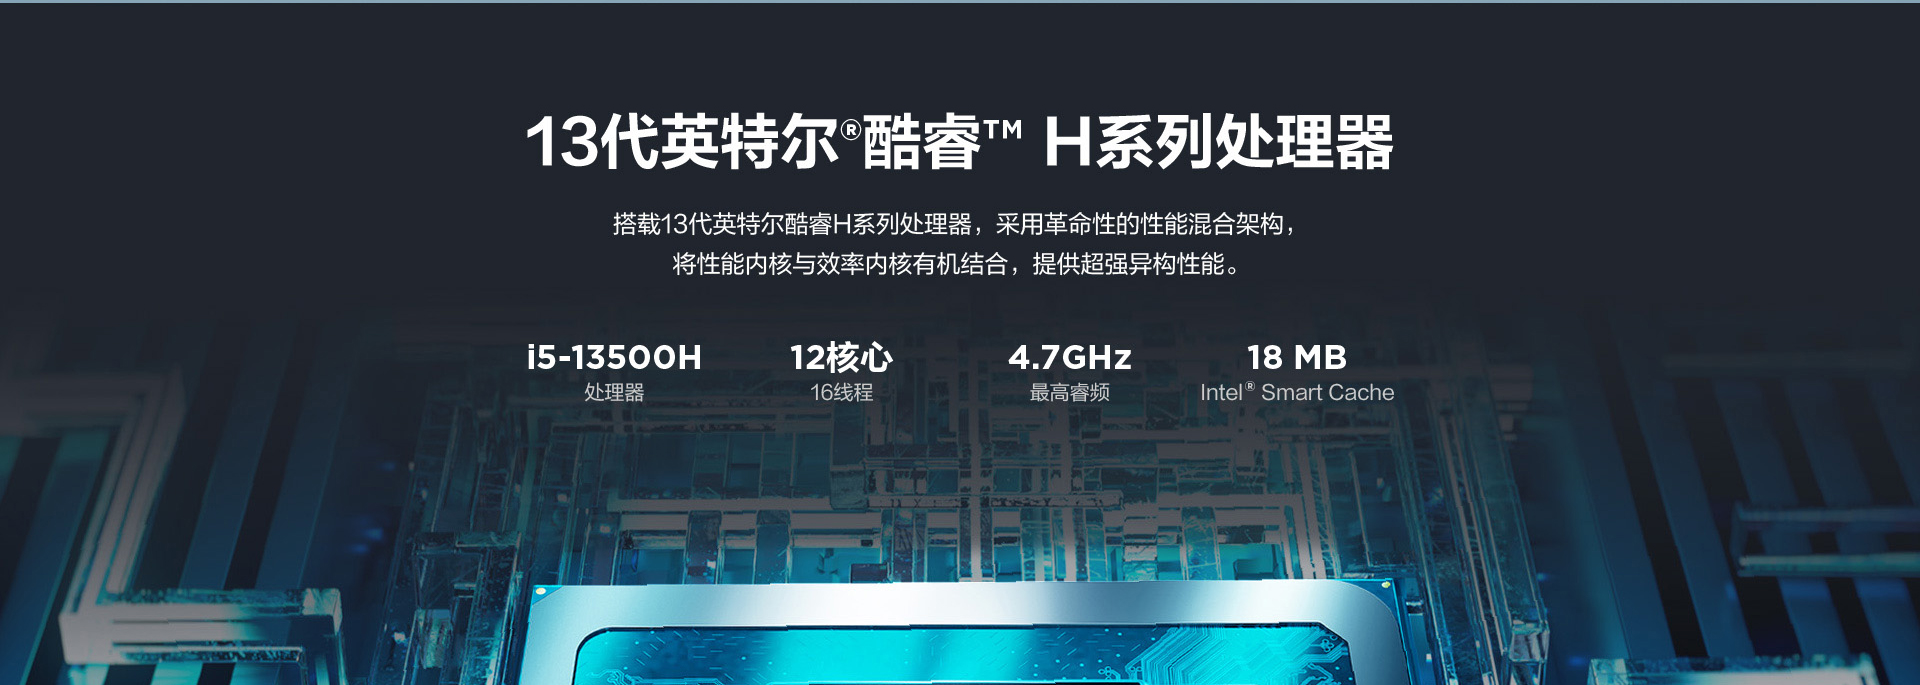 13代英特尔®酷睿™ H系列处理器
搭载13代英特尔酷睿H系列处理器，采用革命性的性能混合架构，
将性能内核与效率内核有机结合，提供超强异构性能。
i5-13500H 12核心 4.7GHz 18 MB
处理器 16线程 最高睿频 Intel® Smart Cache